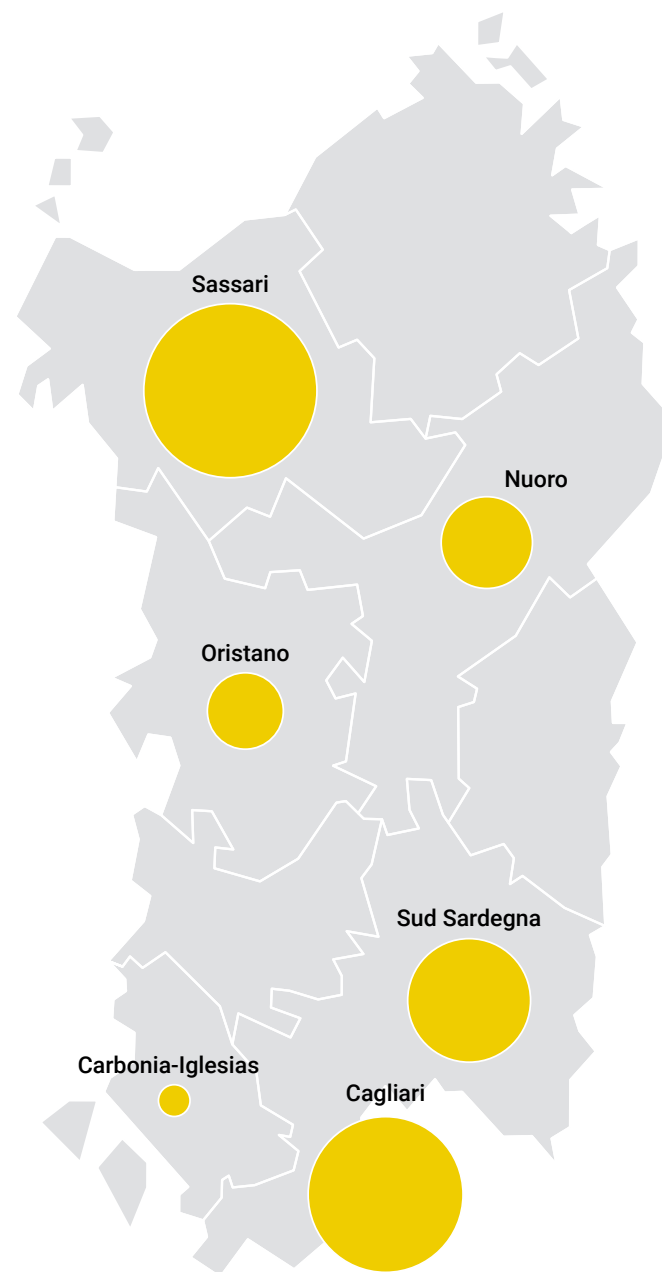 Sassari
Nuoro
Oristano
Sud Sardegna
Carbonia-Iglesias
Cagliari